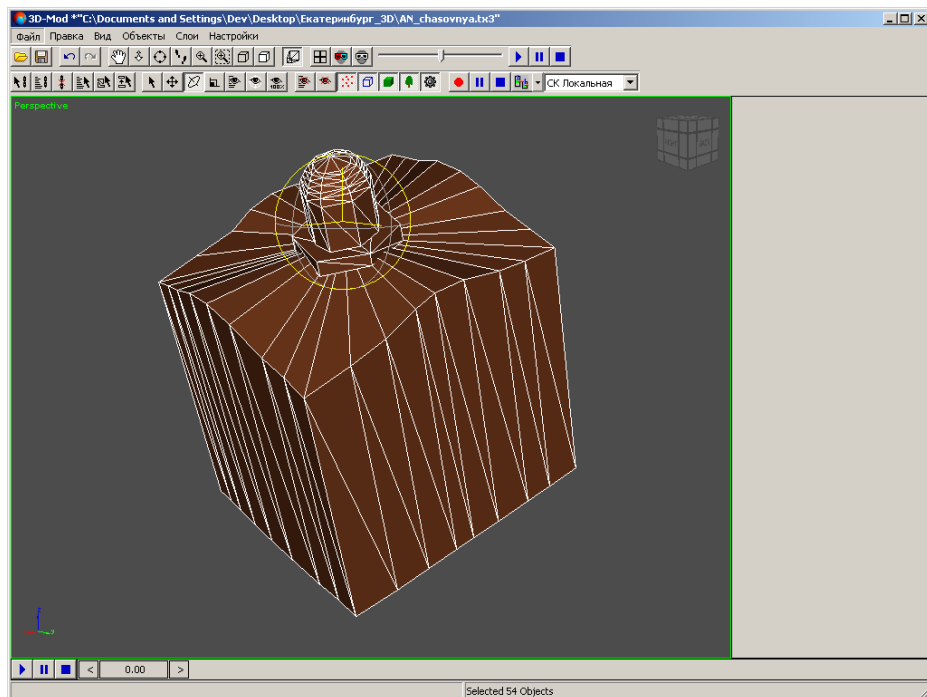 3D-Mod *"C:\Documents and Settings\Dev\Desktop\Екатеринбург_3D\AN_chasovnya.tx3"
Файл Правка Вид Объекты Слои Настройки
100%
СК Локальная
Perspective
< 0.00 >
Selected 54 Objects